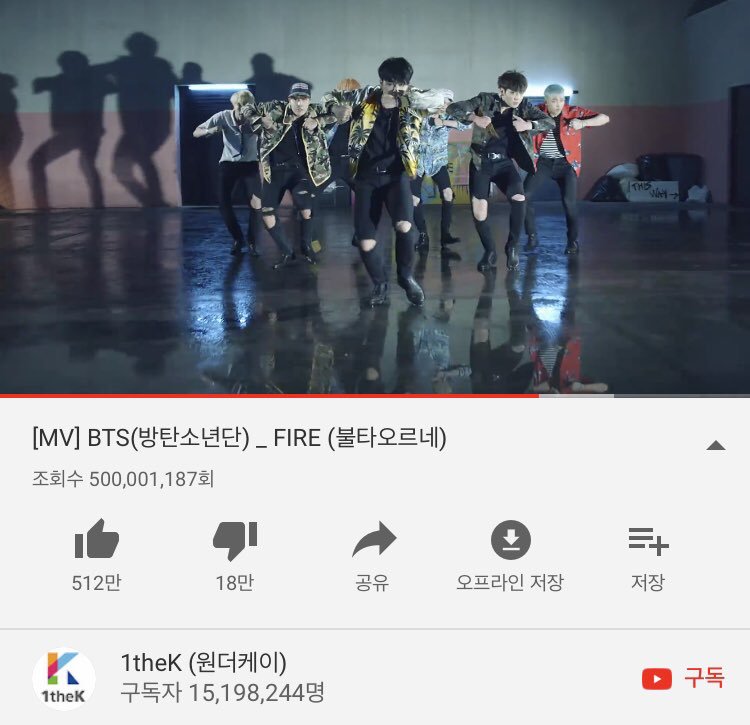 THIS WAY →
[MV] BTS(방탄소년단) _ FIRE (불타오르네)
조회수 500,001,187회
512만
18만
공유
오프라인 저장
저장
1theK
1theK (원더케이)
구독자 15,198,244명
구독